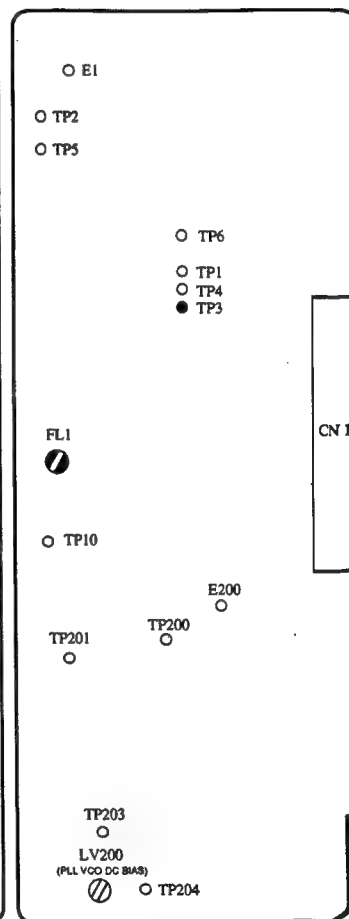 E1
TP2
TP5
TP6
TP1
TP4
TP3
CN 1
FL1
TP10
E200
TP200
TP201
TP203
LV200
(PLL VCO DC BIAS)
TP204